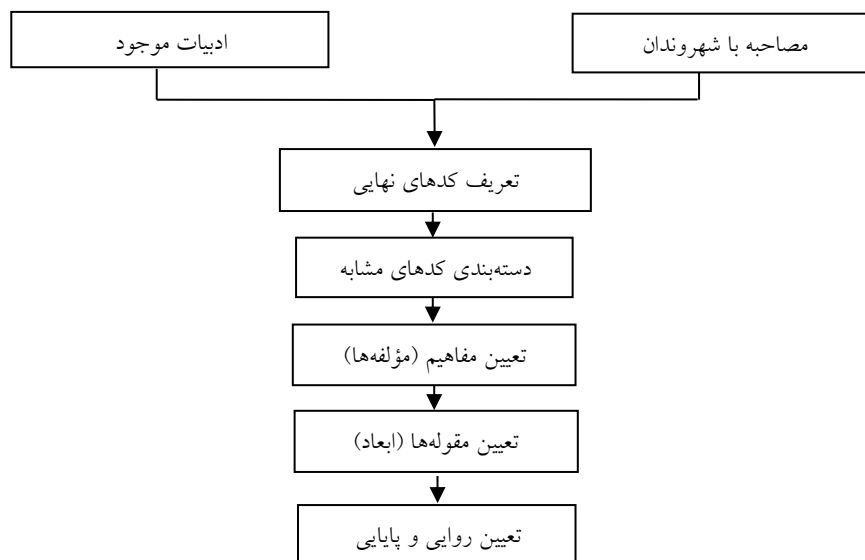 مصاحبه با شهروندان
ادبیات موجود
تعریف کدهای نهایی
دسته‌بندی کدهای مشابه
تعیین مفاهیم (مؤلفه‌ها)
تعیین مقوله‌ها (ابعاد)
تعیین روایی و پایایی